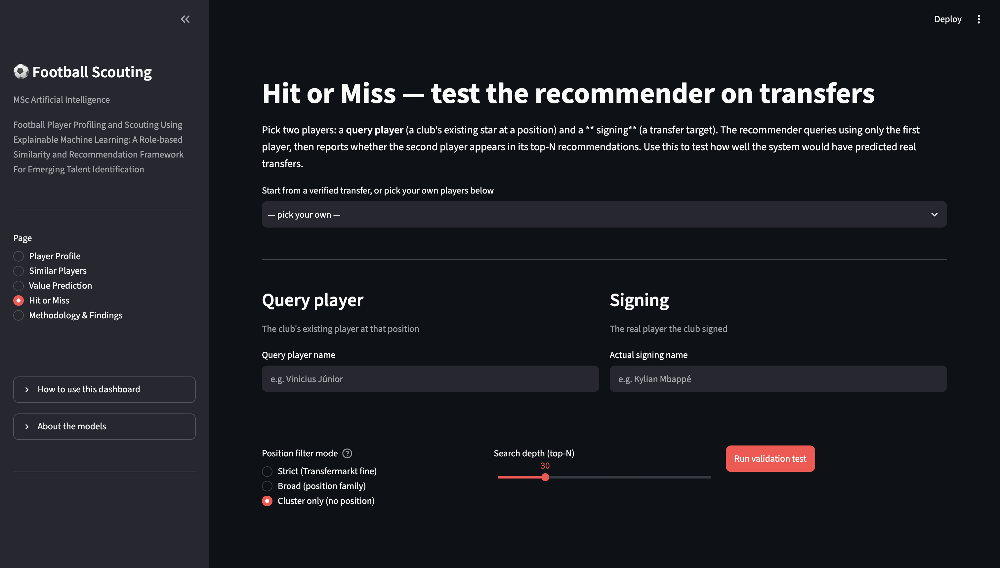 Deploy
⚽ Football Scouting
MSc Artificial Intelligence
Football Player Profiling and Scouting Using
Explainable Machine Learning: A Role-based
Similarity and Recommendation Framework
For Emerging Talent Identification
Page
Player Profile
Similar Players
Value Prediction
Hit or Miss
Methodology & Findings
How to use this dashboard
About the models
Hit or Miss — test the recommender on transfers
Pick two players: a query player (a club's existing star at a position) and a ** signing** (a transfer target). The recommender queries using only the first
player, then reports whether the second player appears in its top-N recommendations. Use this to test how well the system would have predicted real
transfers.
Start from a verified transfer, or pick your own players below
— pick your own —
Query player
The club's existing player at that position
Query player name
e.g. Vinicius Júnior
Signing
The real player the club signed
Actual signing name
e.g. Kylian Mbappé
Position filter mode
Strict (Transfermarkt fine)
Broad (position family)
Cluster only (no position)
Search depth (top-N)
30
Run validation test